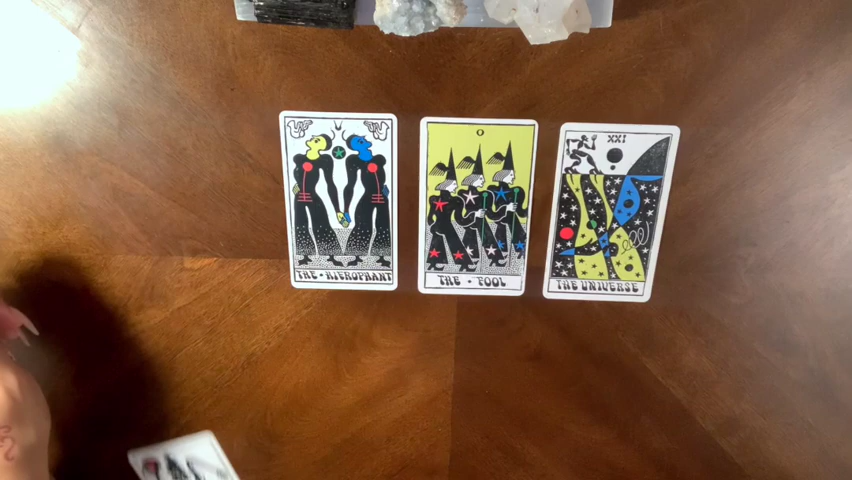 THE • HIEROPHANT
0
THE • FOOL
XXI
THE UNIVERSE